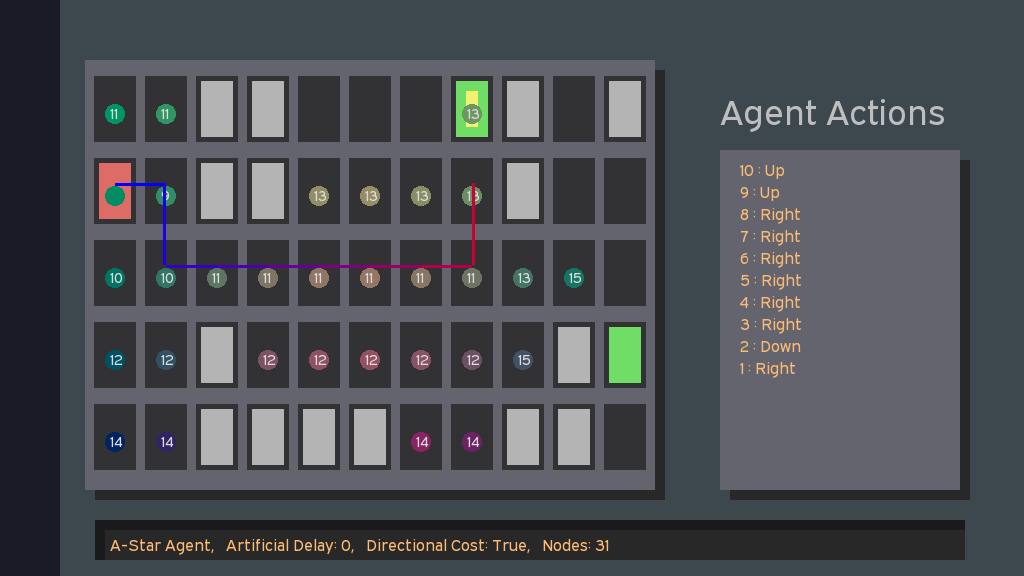 11 11 13
Agent Actions
10 : Up
9 : Up
8 : Right
7 : Right
6 : Right
5 : Right
4 : Right
3 : Right
2 : Down
1 : Right
9 13 13 13 13
10 10 11 11 11 11 11 11 13 15
12 12 12 12 12 12 12 15
14 14 14 14
A-Star Agent, Artificial Delay: 0, Directional Cost: True, Nodes: 31